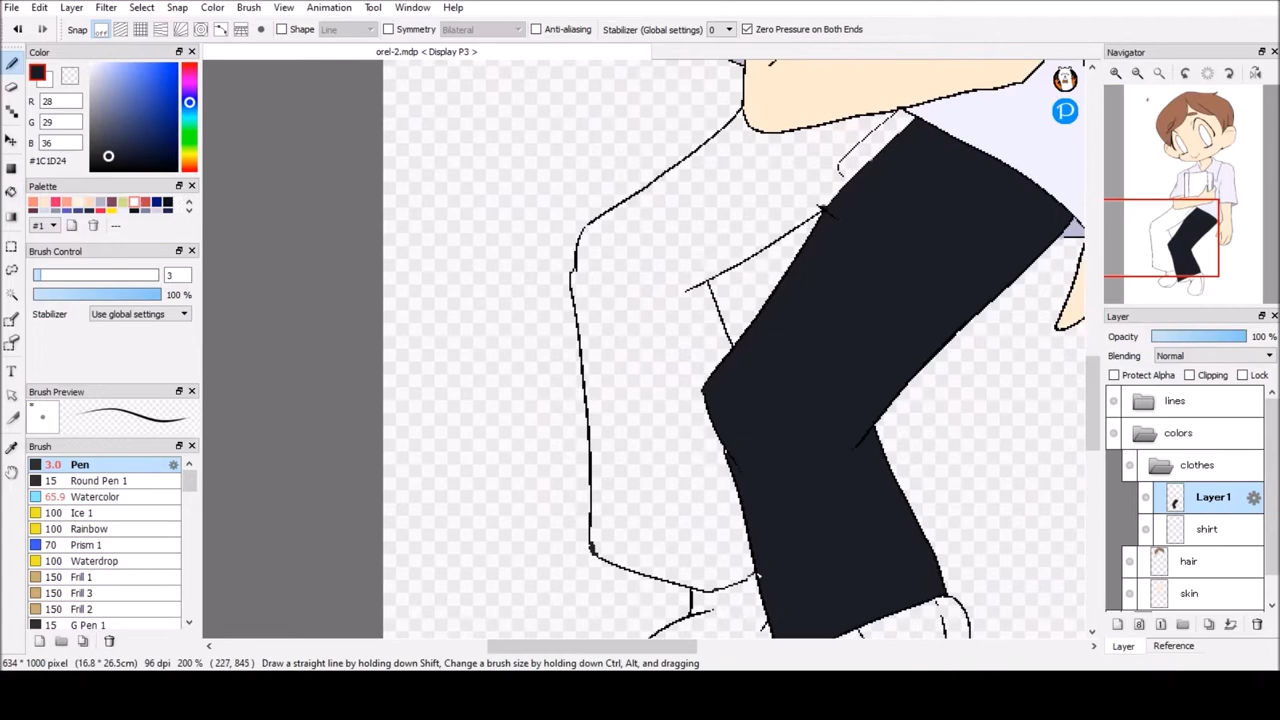 File Edit Layer Filter Select Snap Color Brush View Animation Tool Window Help
Snap off Shape Line Symmetry Bilateral Anti-aliasing Stabilizer (Global settings) 0 Zero Pressure on Both Ends
Color
orel-2.mdp < Display P3 >
Navigator
R 28
G 29
B 36
#1C1D24
Palette
#1 ---
Brush Control
3
100 %
Stabilizer Use global settings
Brush Preview
Brush
3.0 Pen
15 Round Pen 1
65.9 Watercolor
100 Ice 1
100 Rainbow
70 Prism 1
100 Waterdrop
150 Frill 1
150 Frill 3
150 Frill 2
15 G Pen 1
Layer
Opacity 100 %
Blending Normal
Protect Alpha Clipping Lock
lines
colors
clothes
Layer1
shirt
hair
skin
Layer Reference
634 * 1000 pixel (16.8 * 26.5cm) 96 dpi 200 % ( 227, 845) Draw a straight line by holding down Shift, Change a brush size by holding down Ctrl, Alt, and dragging